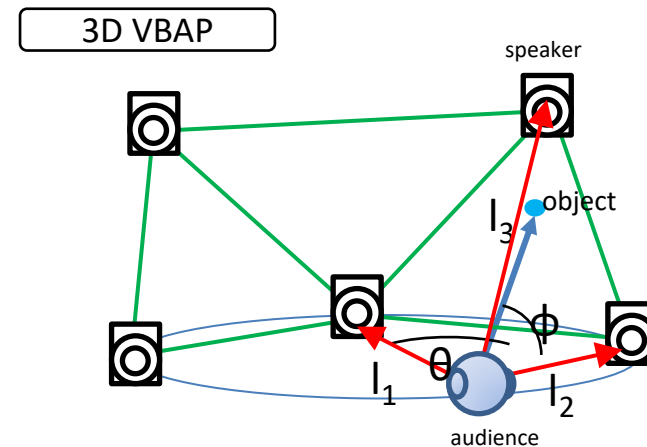 3D VBAP
speaker
object
l3
ϕ
θ
l1
l2
audience